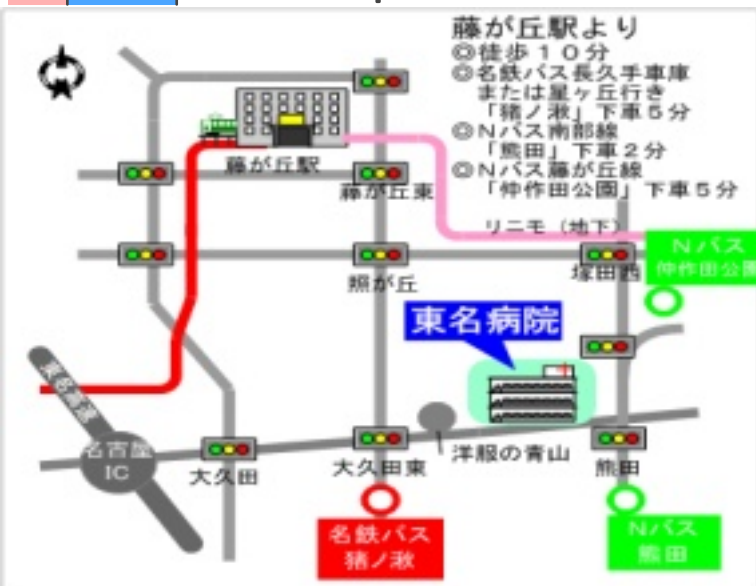 藤が丘駅より
◎徒歩10分
◎名鉄バス長久手車庫
または星ヶ丘行き
「猪ノ湫」下車5分
◎Nバス南部線
「熊田」下車2分
◎Nバス藤が丘線
「仲作田公園」下車5分
藤が丘駅
藤が丘東
リニモ(地下)
Nバス
仲作田公園
照が丘
塚田西
東名病院
東名高速
名古屋
IC
大久田
大久田東
洋服の青山
熊田
名鉄バス
猪ノ湫
Nバス
熊田